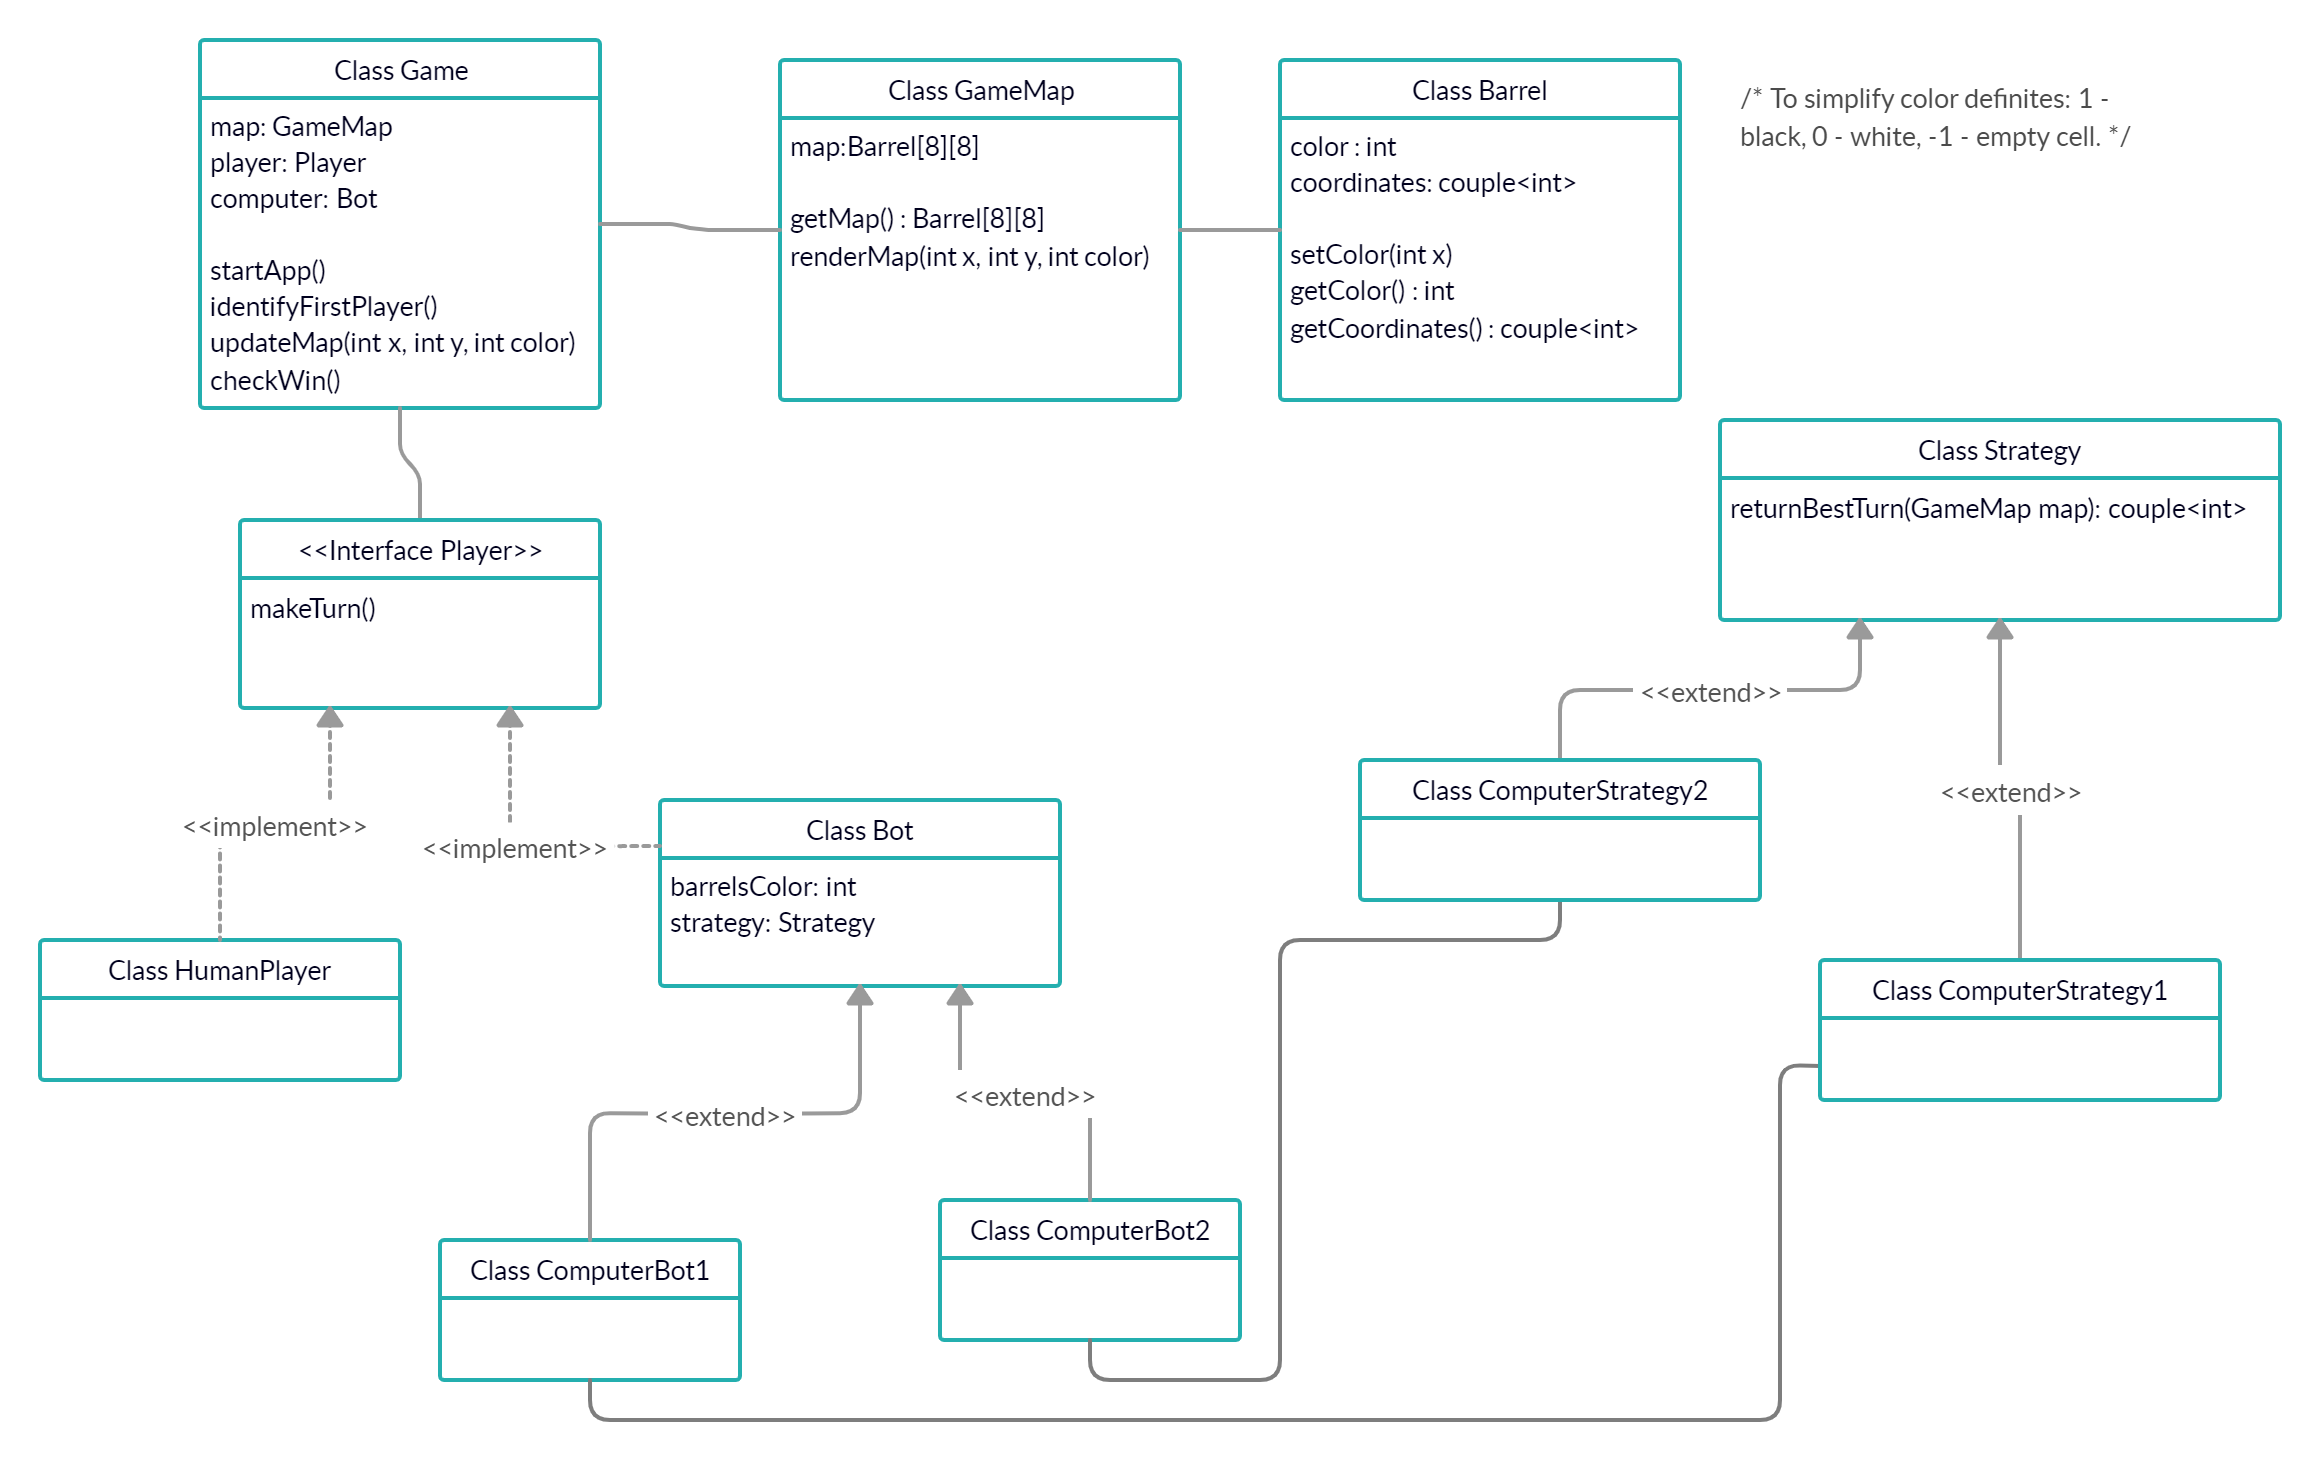 Class Game
map: GameMap
player: Player
computer: Bot
startApp()
identifyFirstPlayer()
updateMap(int x, int y, int color)
checkWin()
Class GameMap
map:Barrel[8][8]
getMap() : Barrel[8][8]
renderMap(int x, int y, int color)
Class Barrel
color : int
coordinates: couple<int>
setColor(int x)
getColor() : int
getCoordinates() : couple<int>
/* To simplify color definites: 1 -
black, 0 - white, -1 - empty cell. */
Class Strategy
returnBestTurn(GameMap map): couple<int>
<<Interface Player>>
makeTurn()
<<extend>>
<<extend>>
Class ComputerStrategy2
<<implement>>
<<implement>>
Class Bot
barrelsColor: int
strategy: Strategy
Class HumanPlayer
Class ComputerStrategy1
<<extend>>
<<extend>>
Class ComputerBot2
Class ComputerBot1